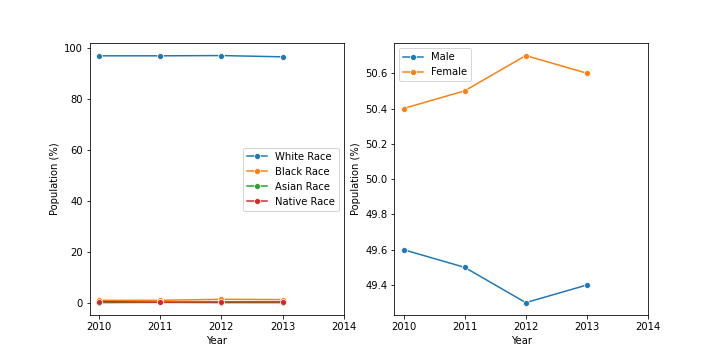 100
80
60
40
20
0
Population (%)
White Race
Black Race
Asian Race
Native Race
2010 2011 2012 2013 2014
Year
Male
Female
50.6
50.4
50.2
50.0
49.8
49.6
49.4
Population (%)
2010 2011 2012 2013 2014
Year